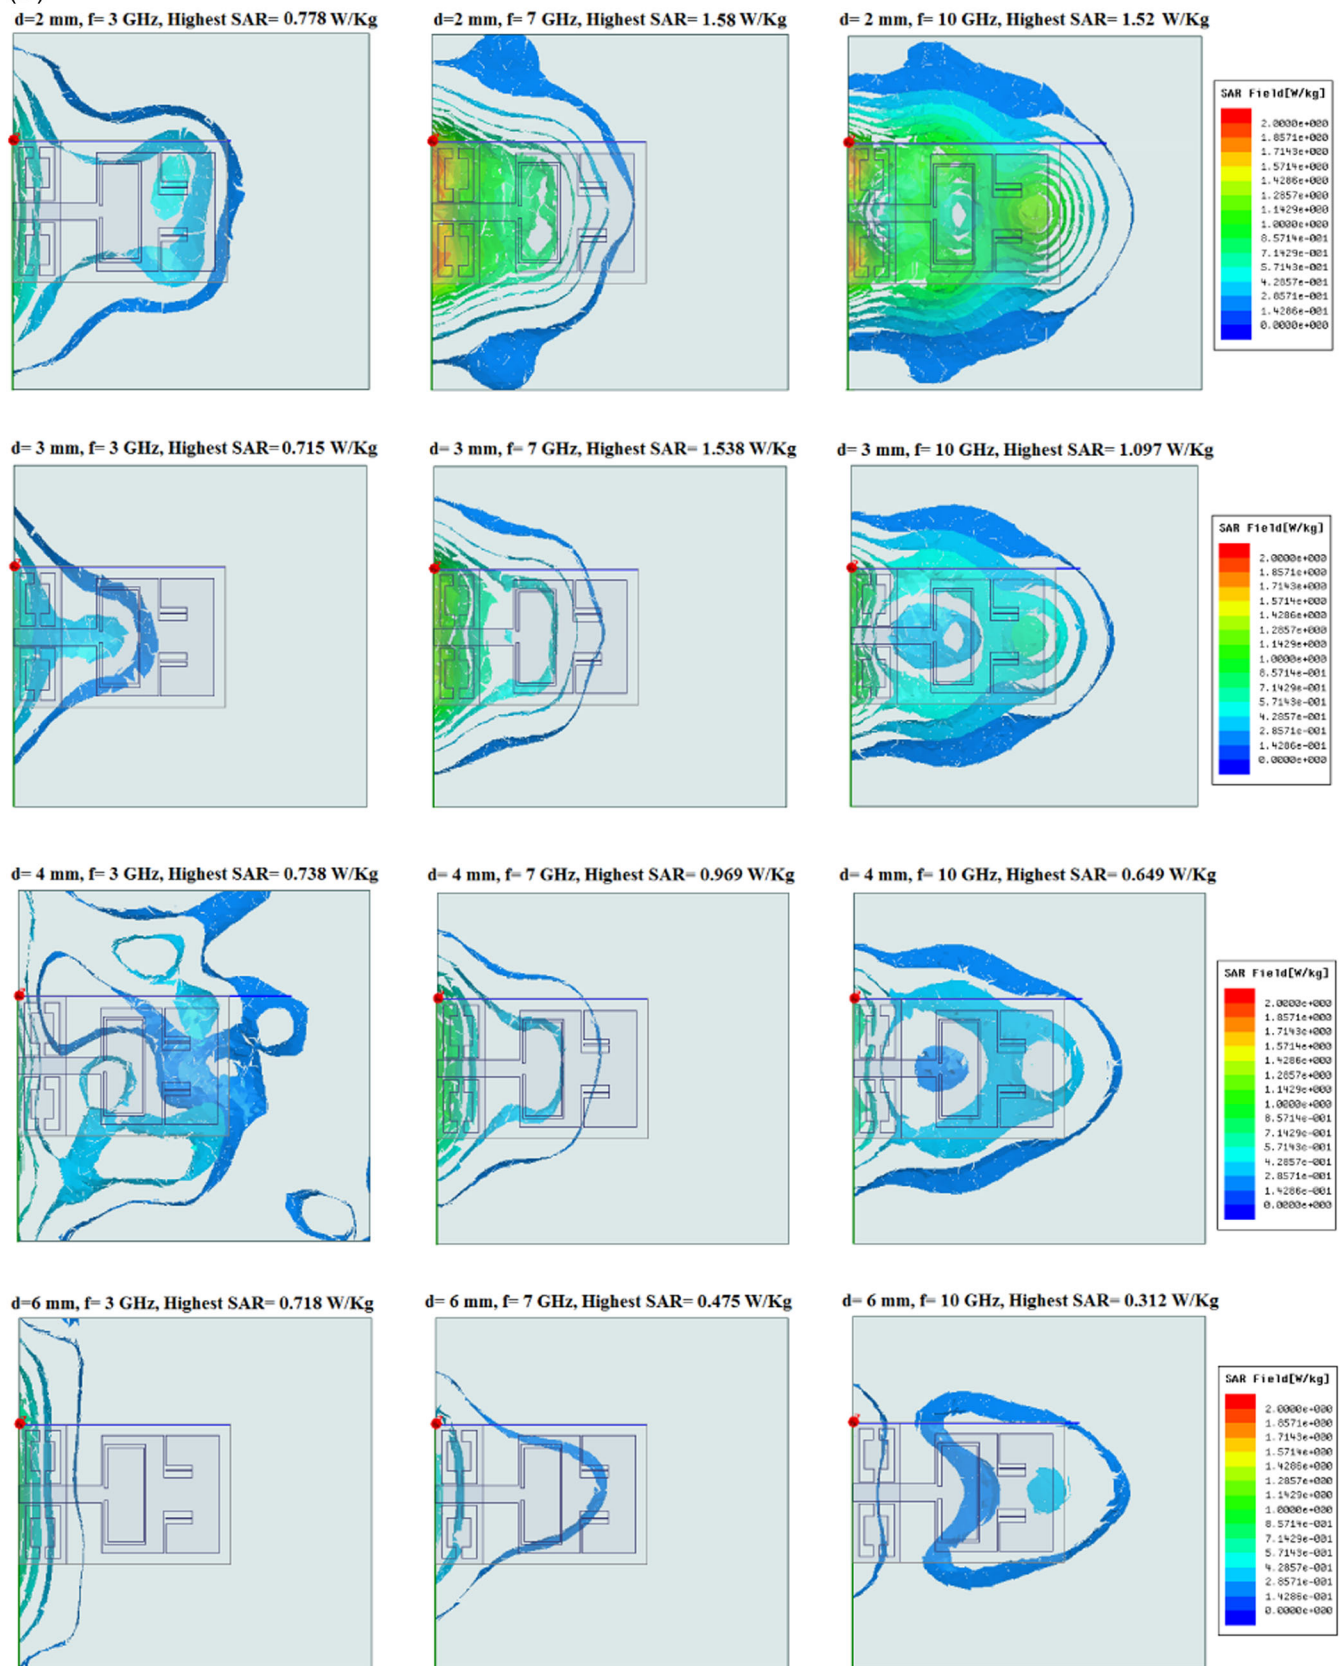 d=2 mm, f= 3 GHz, Highest SAR= 0.778 W/Kg
d=2 mm, f= 7 GHz, Highest SAR= 1.58 W/Kg
d= 2 mm, f= 10 GHz, Highest SAR= 1.52 W/Kg
SAR Field[W/kg]
2.0000e+000
1.8571e+000
1.7143e+000
1.5714e+000
1.4286e+000
1.2857e+000
1.1429e+000
1.0000e+000
8.5714e-001
7.1429e-001
5.7143e-001
4.2857e-001
2.8571e-001
1.4286e-001
0.0000e+000
d= 3 mm, f= 3 GHz, Highest SAR= 0.715 W/Kg
d= 3 mm, f= 7 GHz, Highest SAR= 1.538 W/Kg
d= 3 mm, f= 10 GHz, Highest SAR= 1.097 W/Kg
SAR Field[W/kg]
2.0000e+000
1.8571e+000
1.7143e+000
1.5714e+000
1.4286e+000
1.2857e+000
1.1429e+000
1.0000e+000
8.5714e-001
7.1429e-001
5.7143e-001
4.2857e-001
2.8571e-001
1.4286e-001
0.0000e+000
d= 4 mm, f= 3 GHz, Highest SAR= 0.738 W/Kg
d= 4 mm, f= 7 GHz, Highest SAR= 0.969 W/Kg
d= 4 mm, f= 10 GHz, Highest SAR= 0.649 W/Kg
SAR Field[W/kg]
2.0000e+000
1.8571e+000
1.7143e+000
1.5714e+000
1.4286e+000
1.2857e+000
1.1429e+000
1.0000e+000
8.5714e-001
7.1429e-001
5.7143e-001
4.2857e-001
2.8571e-001
1.4286e-001
0.0000e+000
d=6 mm, f= 3 GHz, Highest SAR= 0.718 W/Kg
d= 6 mm, f= 7 GHz, Highest SAR= 0.475 W/Kg
d= 6 mm, f= 10 GHz, Highest SAR= 0.312 W/Kg
SAR Field[W/kg]
2.0000e+000
1.8571e+000
1.7143e+000
1.5714e+000
1.4286e+000
1.2857e+000
1.1429e+000
1.0000e+000
8.5714e-001
7.1429e-001
5.7143e-001
4.2857e-001
2.8571e-001
1.4286e-001
0.0000e+000